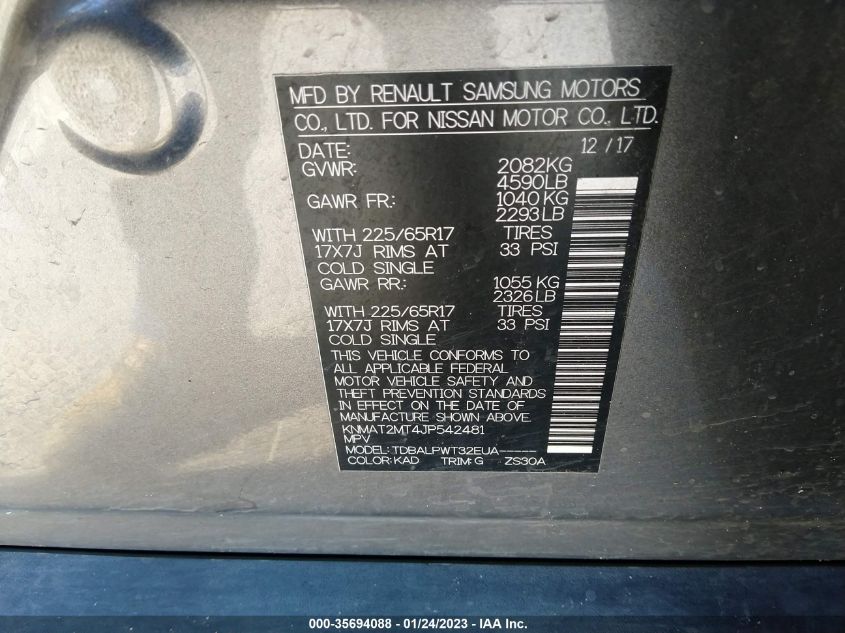 MFD BY RENAULT SAMSUNG MOTORS
CO., LTD. FOR NISSAN MOTOR CO., LTD.
DATE: 12 / 17
GVWR: 2082KG
4590LB
GAWR FR: 1040 KG
2293 LB
WITH 225/65R17 TIRES
17X7J RIMS AT 33 PSI
COLD SINGLE
GAWR RR: 1055 KG
2326 LB
WITH 225/65R17 TIRES
17X7J RIMS AT 33 PSI
COLD SINGLE
THIS VEHICLE CONFORMS TO
ALL APPLICABLE FEDERAL
MOTOR VEHICLE SAFETY AND
THEFT PREVENTION STANDARDS
IN EFFECT ON THE DATE OF
MANUFACTURE SHOWN ABOVE.
KNMAT2MT4JP542481
MPV
MODEL: TDBALPWT32EUA-----
COLOR: KAD TRIM: G ZS30A
000-35694088 - 01/24/2023 - IAA Inc.